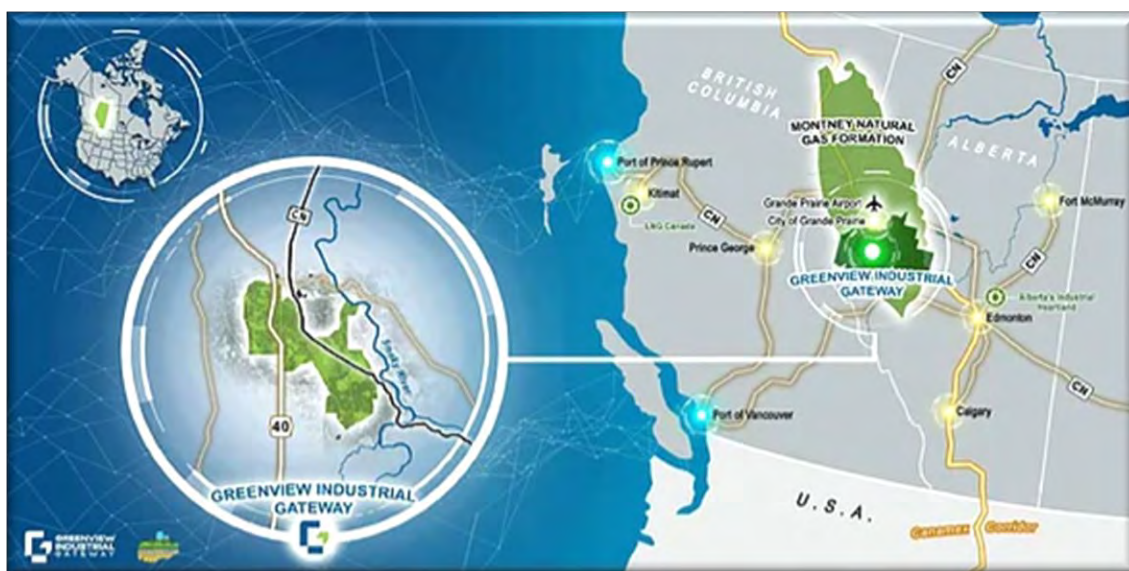 BRITISH
COLUMBIA
CN
MONTNEY NATURAL
GAS FORMATION
ALBERTA
Port of Prince Rupert
Kitimat
LNG Canada
CN
Grande Prairie Airport
City of Grande Prairie
Fort McMurray
Prince George
CN
GREENVIEW INDUSTRIAL
GATEWAY
Alberta's Industrial
Heartland
Edmonton
CN
Port of Vancouver
Calgary
U.S.A.
Canamex Corridor
CN
Smoky River
40
GREENVIEW INDUSTRIAL
GATEWAY
GREENVIEW
INDUSTRIAL
GATEWAY